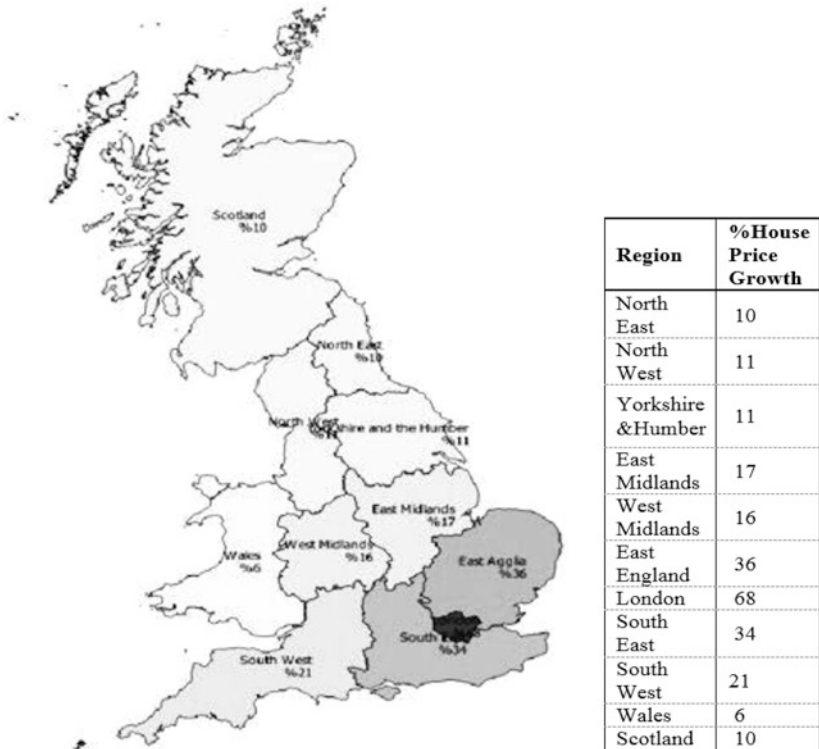 Scotland
%10
North East
%10
North West
shire and the Humber
%11
East Midlands
%17
West Midlands
%16
Wales
%6
East Agglia
%36
South
%34
South West
%21
Region
%House
Price
Growth
North
East
10
North
West
11
Yorkshire
&Humber
11
East
Midlands
17
West
Midlands
16
East
England
36
London
68
South
East
34
South
West
21
Wales
6
Scotland
10